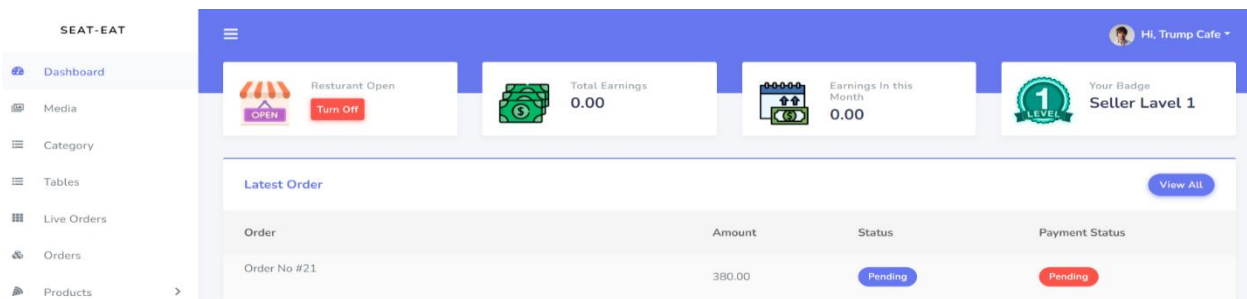 SEAT-EAT
Hi, Trump Cafe
Dashboard
Media
Category
Tables
Live Orders
Orders
Products
Resturant Open
Turn Off
OPEN
Total Earnings
0.00
Earnings In this
Month
0.00
Your Badge
Seller Lavel 1
1
LEVEL
Latest Order
View All
Order Amount Status Payment Status
Order No #21 380.00 Pending Pending